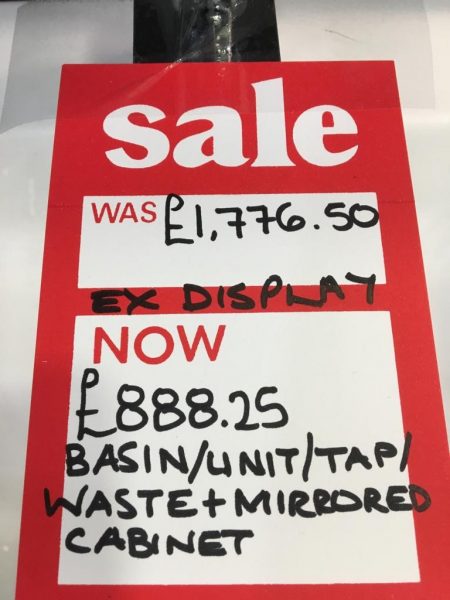 sale
WAS £1,776.50
EX DISPLAY
NOW
£888.25
BASIN/UNIT/TAP/
WASTE+MIRRORED
CABINET